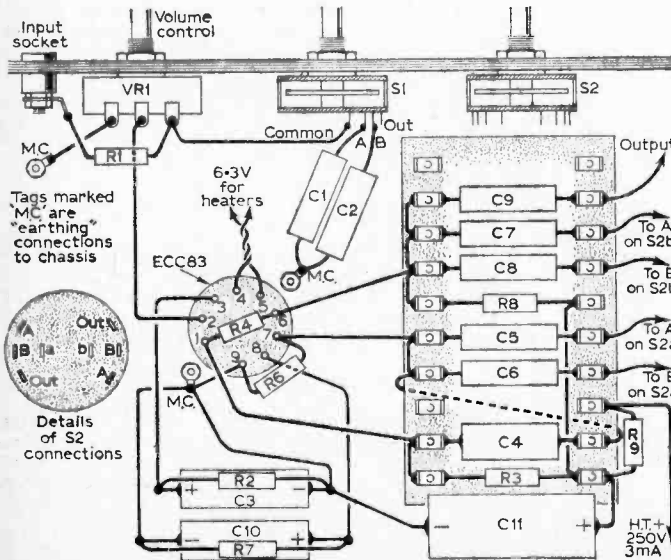 Input
socket
Volume
control
VR1
S1
S2
Common
A
B
Out
M.C.
R1
C1
C2
6·3V
for
heaters
Tags marked
'MC' are
"earthing"
connections
to chassis
ECC83
M.C.
3
4
5
2
R4
6
7
9
8
R6
M.C.
A
Out
B
a
b
B
Out
A
Details
of S2
connections
Output
C9
C7
To A
on S2b
C8
To B
on S2b
R8
C5
To A
on S2a
C6
To B
on S2a
C4
R9
R3
R2
C3
C10
R7
C11
H.T.+
250V
3mA